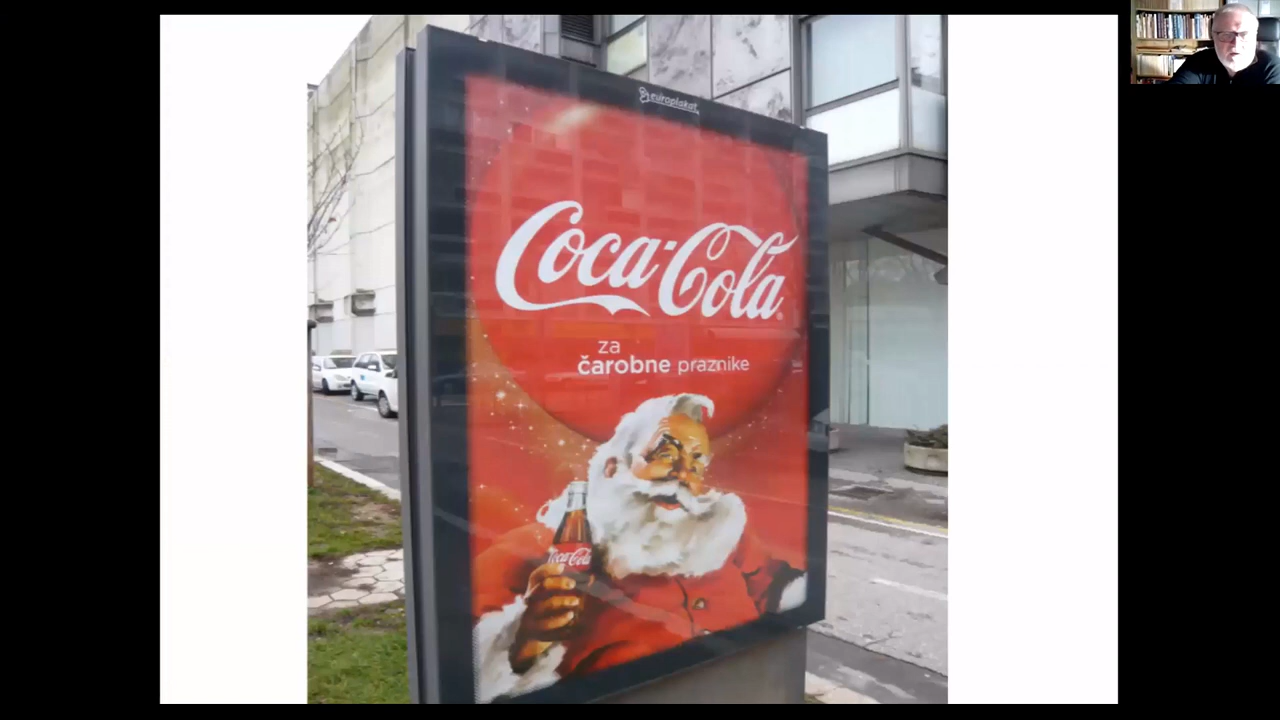 europlakat
Coca-Cola®
za
čarobne praznike
Coca-Cola